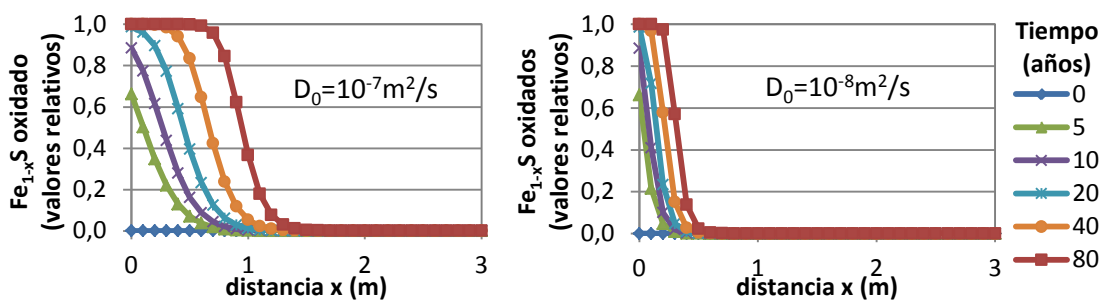 Fe1-xS oxidado
(valores relativos)
1,0
0,8
0,6
0,4
0,2
0,0
D0=10-7m2/s
0
1
2
3
distancia x (m)
Fe1-xS oxidados
(valores relativos)
1,0
0,8
0,6
0,4
0,2
0,0
D0=10-8m2/s
0
1
2
3
distancia x (m)
Tiempo
(años)
0
5
10
20
40
80